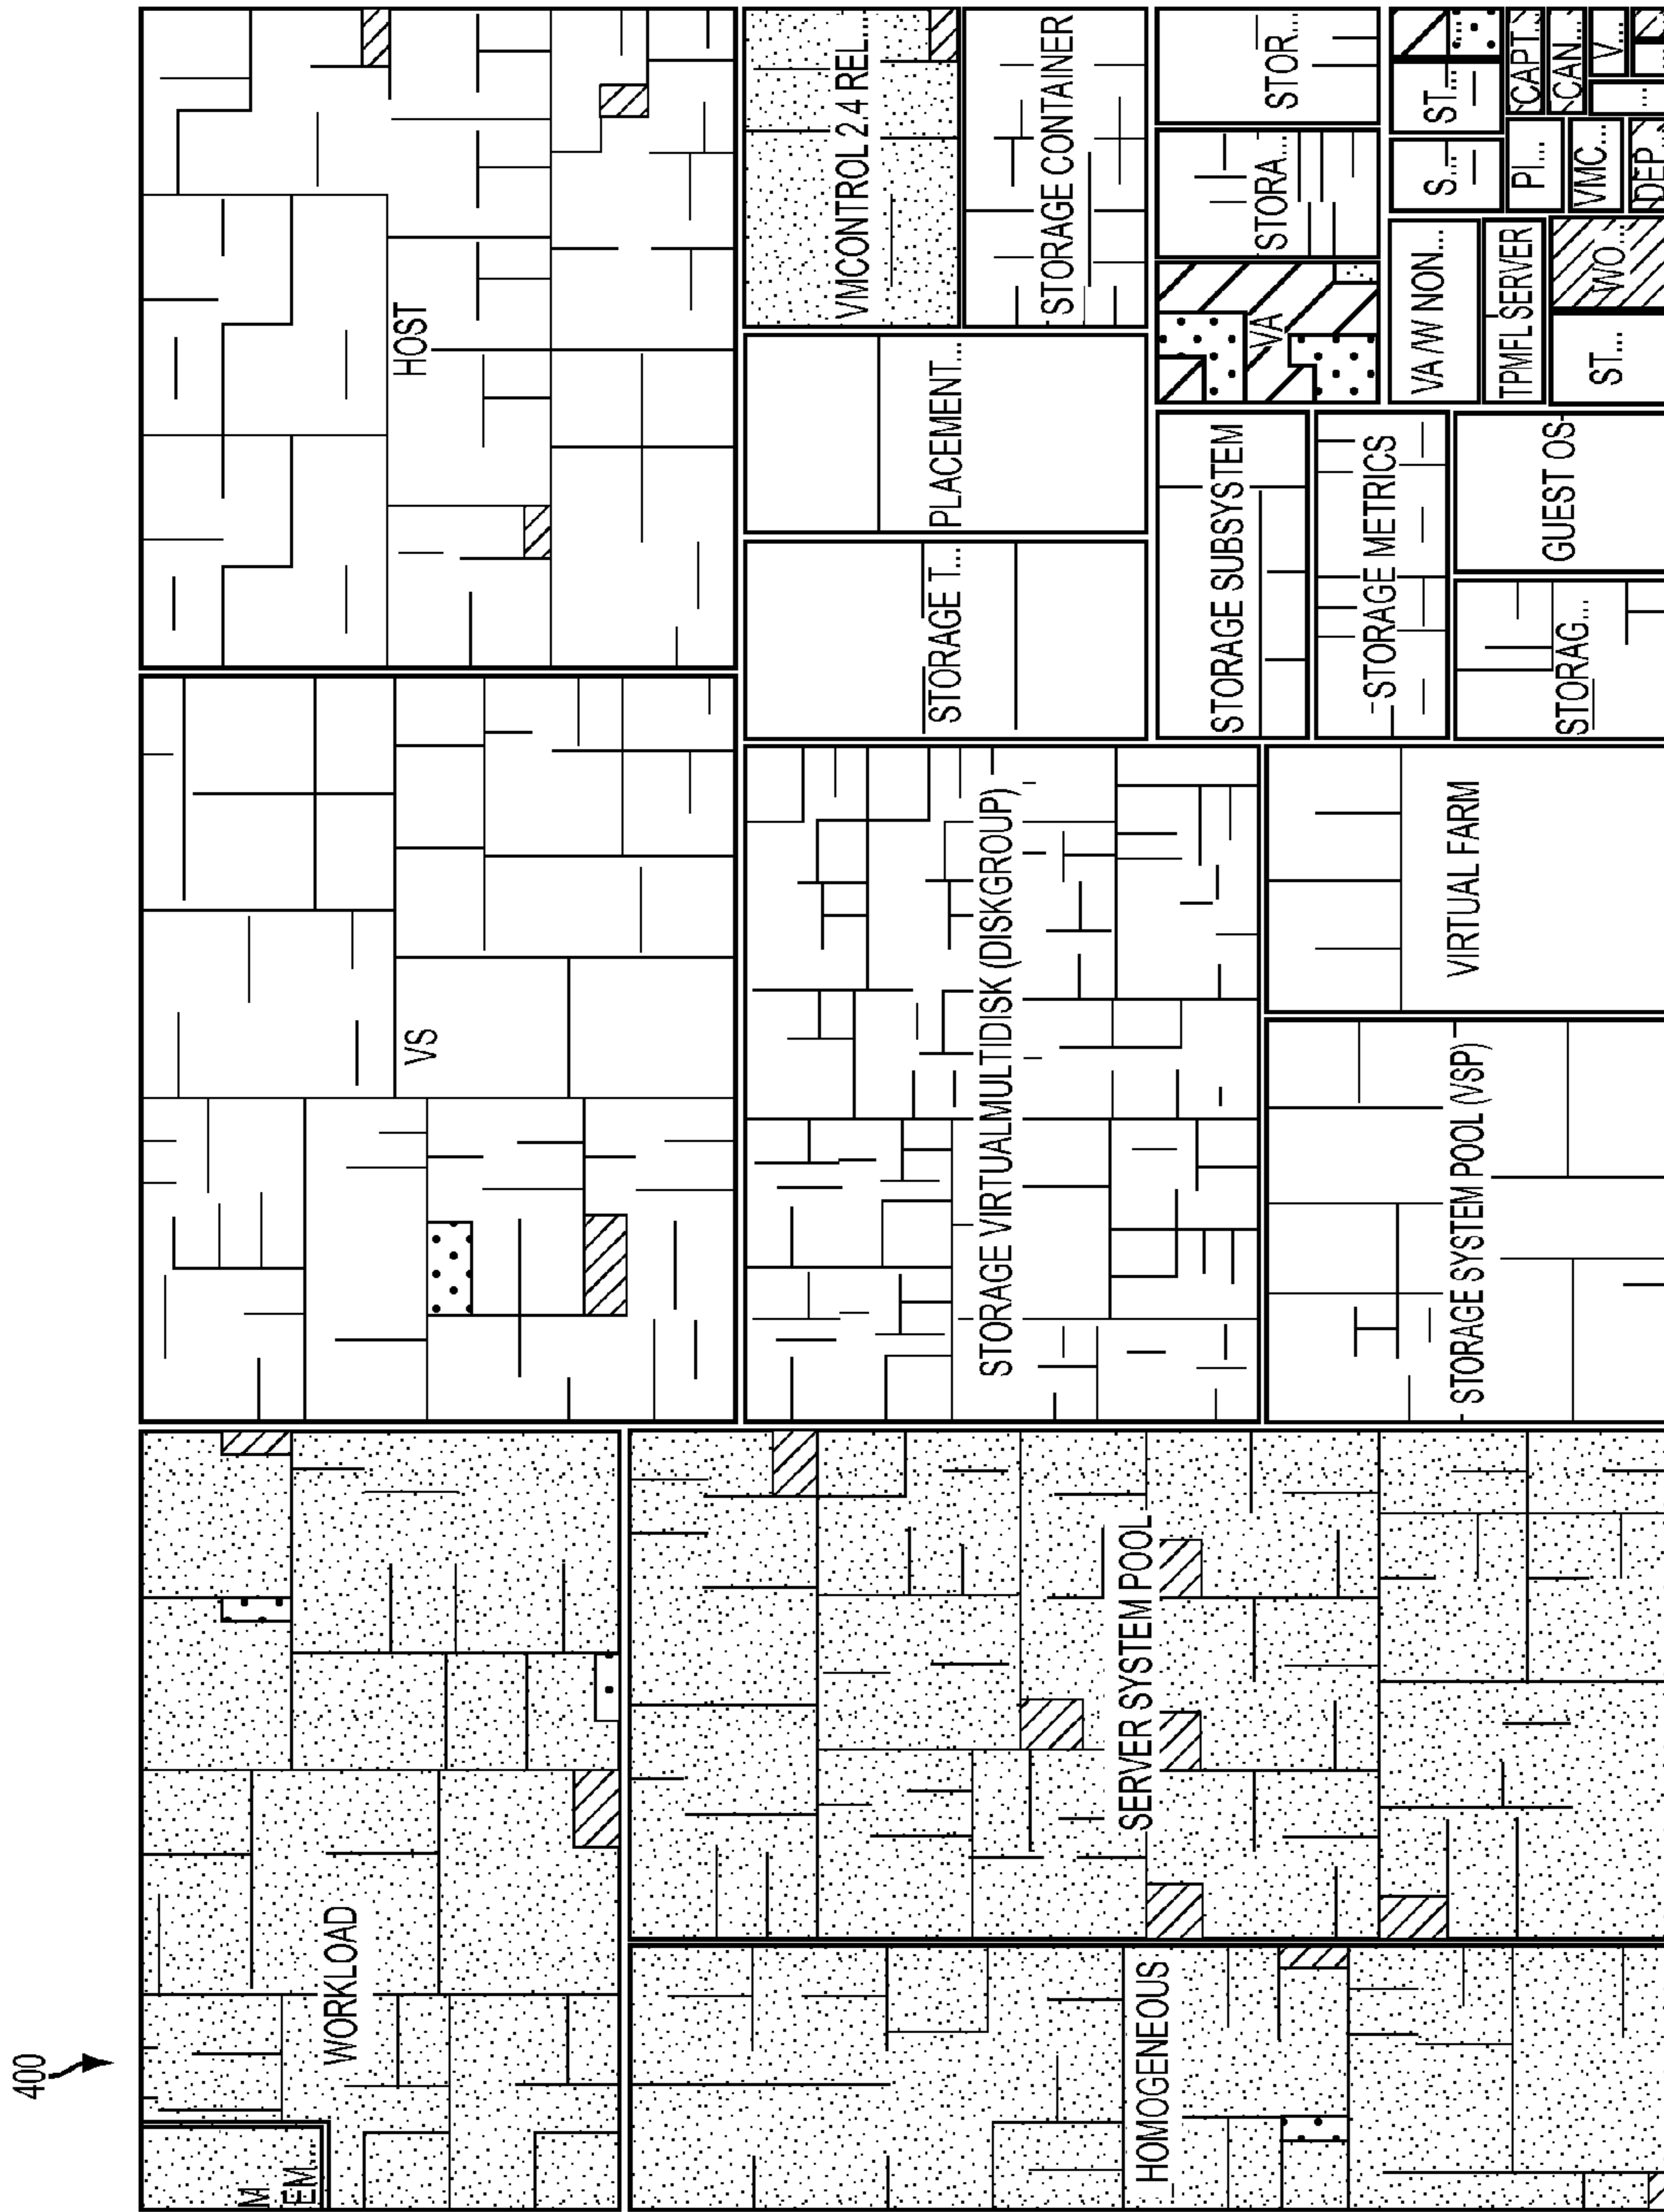 400
M
EM...
WORKLOAD
VS
HOST
HOMOGENEOUS
SERVER SYSTEM POOL
STORAGE VIRTUALMULTIDISK (DISKGROUP)
STORAGE SYSTEM POOL (VSP)
VIRTUAL FARM
STORAGE T...
PLACEMENT...
VMCONTROL 2.4 REL...
STORAGE CONTAINER
STORAGE SUBSYSTEM
STORAGE METRICS
STORAG...
GUEST OS
VA
STORA...
STOR...
VA /W NON...
TPMFL SERVER
ST...
WO...
S...
ST...
PI...
VMC...
DEP...
CAPT...
CAN...
V...
...